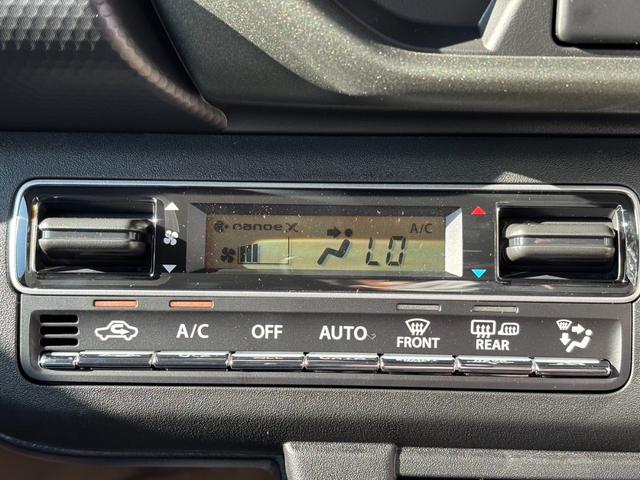 nanoe X A/C
LO
A/C OFF AUTO FRONT REAR